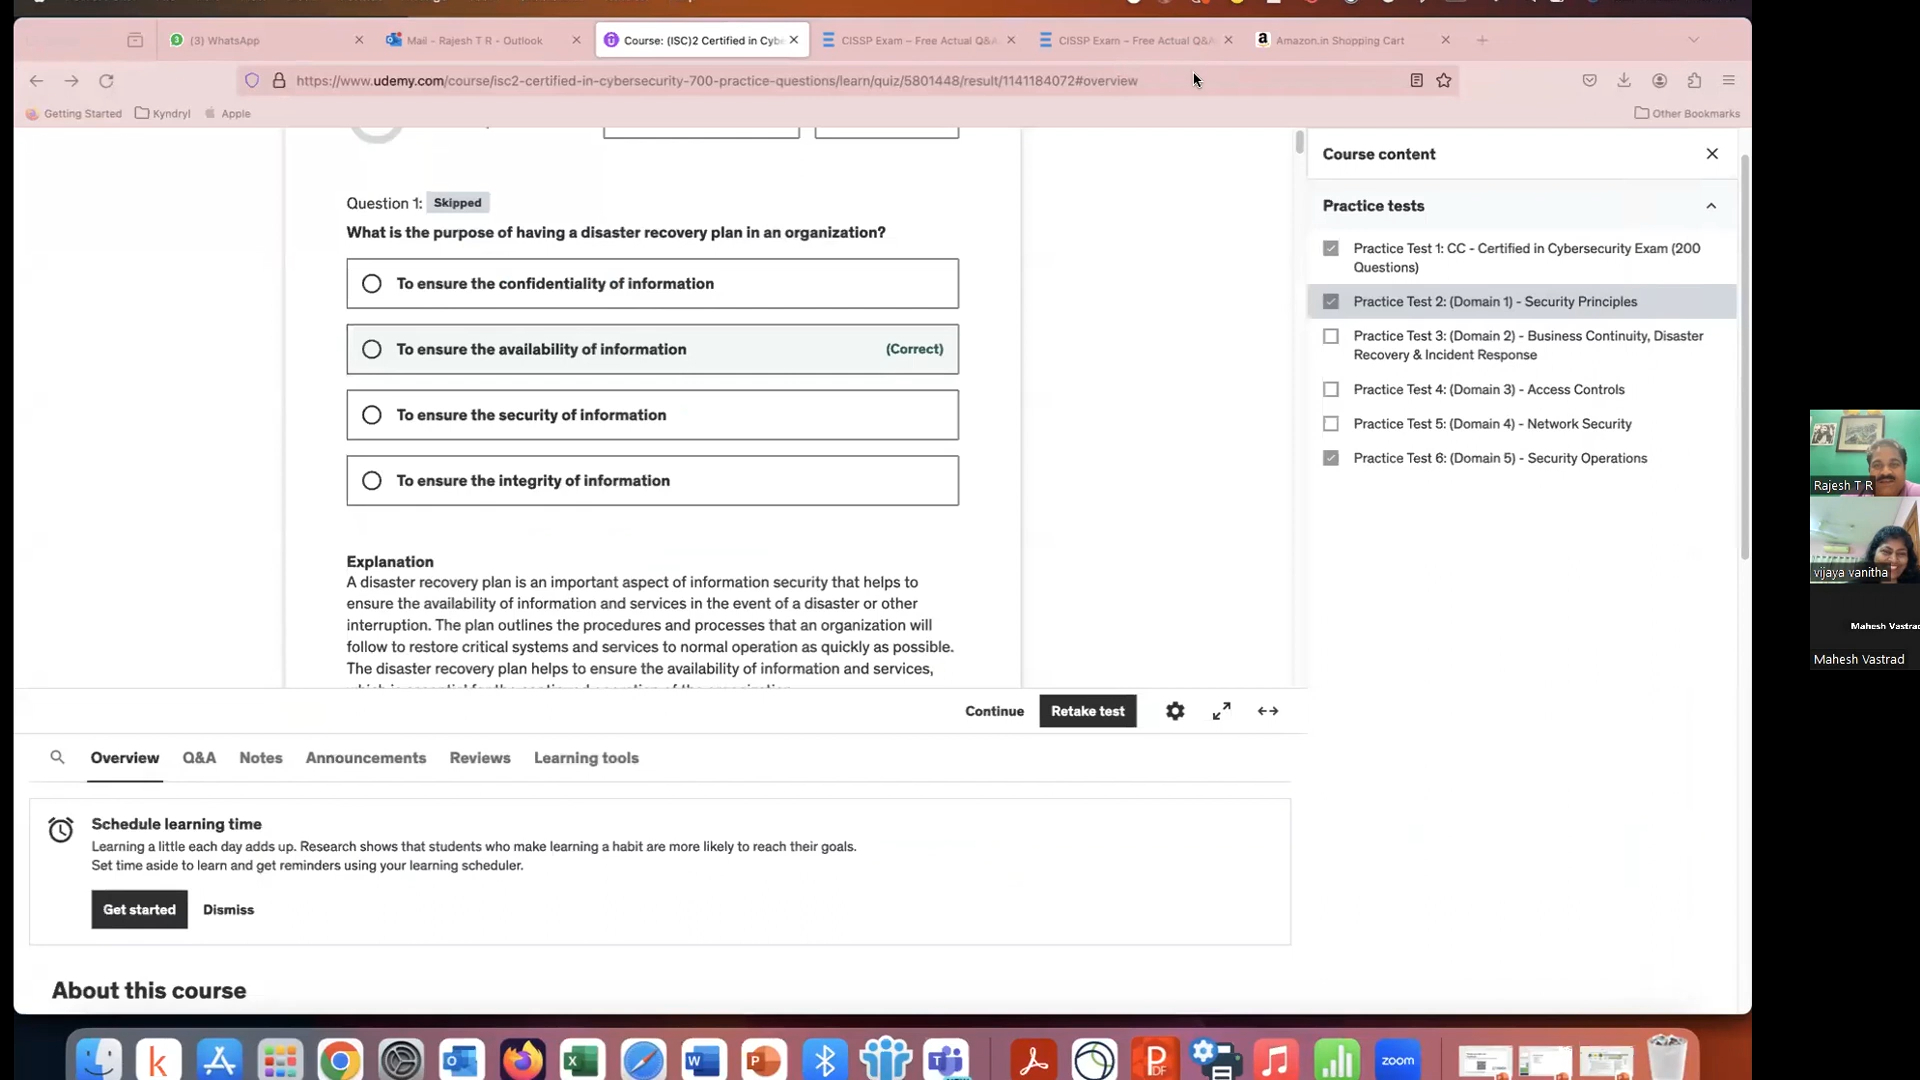 (3) WhatsApp
Mail - Rajesh T R - Outlook
Course: (ISC)2 Certified in Cybe
CISSP Exam – Free Actual Q&A
CISSP Exam – Free Actual Q&A
Amazon.in Shopping Cart
https://www.udemy.com/course/isc2-certified-in-cybersecurity-700-practice-questions/learn/quiz/5801448/result/1141184072#overview
Getting Started
Kyndryl
Apple
Other Bookmarks
Question 1: Skipped
What is the purpose of having a disaster recovery plan in an organization?
To ensure the confidentiality of information
To ensure the availability of information (Correct)
To ensure the security of information
To ensure the integrity of information
Explanation
A disaster recovery plan is an important aspect of information security that helps to
ensure the availability of information and services in the event of a disaster or other
interruption. The plan outlines the procedures and processes that an organization will
follow to restore critical systems and services to normal operation as quickly as possible.
The disaster recovery plan helps to ensure the availability of information and services,
Continue
Retake test
Course content
Practice tests
Practice Test 1: CC - Certified in Cybersecurity Exam (200
Questions)
Practice Test 2: (Domain 1) - Security Principles
Practice Test 3: (Domain 2) - Business Continuity, Disaster
Recovery & Incident Response
Practice Test 4: (Domain 3) - Access Controls
Practice Test 5: (Domain 4) - Network Security
Practice Test 6: (Domain 5) - Security Operations
Overview
Q&A
Notes
Announcements
Reviews
Learning tools
Schedule learning time
Learning a little each day adds up. Research shows that students who make learning a habit are more likely to reach their goals.
Set time aside to learn and get reminders using your learning scheduler.
Get started
Dismiss
About this course
Rajesh T R
vijaya vanitha
Mahesh Vastrad
Mahesh Vastrad
zoom